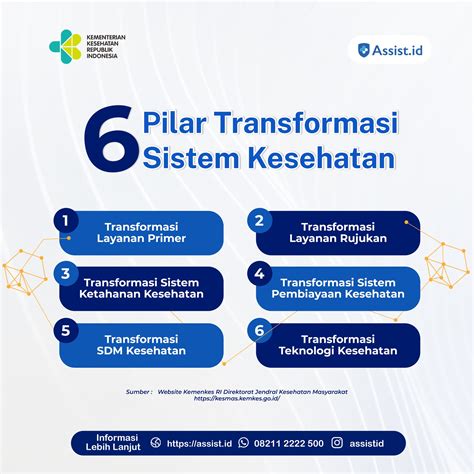 KEMENTERIAN
KESEHATAN
REPUBLIK
INDONESIA
Assist.id
6 Pilar Transformasi
Sistem Kesehatan
1
Transformasi
Layanan Primer
2
Transformasi
Layanan Rujukan
3
Transformasi Sistem
Ketahanan Kesehatan
4
Transformasi Sistem
Pembiayaan Kesehatan
5
Transformasi
SDM Kesehatan
6
Transformasi
Teknologi Kesehatan
Sumber : Website Kemenkes RI Direktorat Jendral Kesehatan Masyarakat
https://kesmas.kemkes.go.id/
Informasi
Lebih Lanjut
https://assist.id
08211 2222 500
assistid